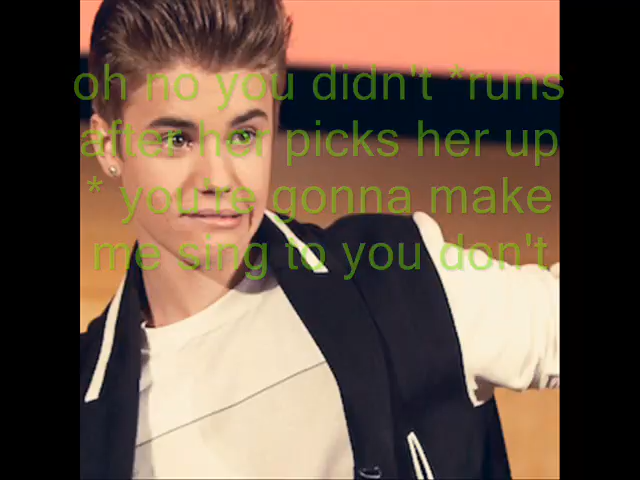 oh no you didn't *runs
after her picks her up
* you're gonna make
me sing to you don't